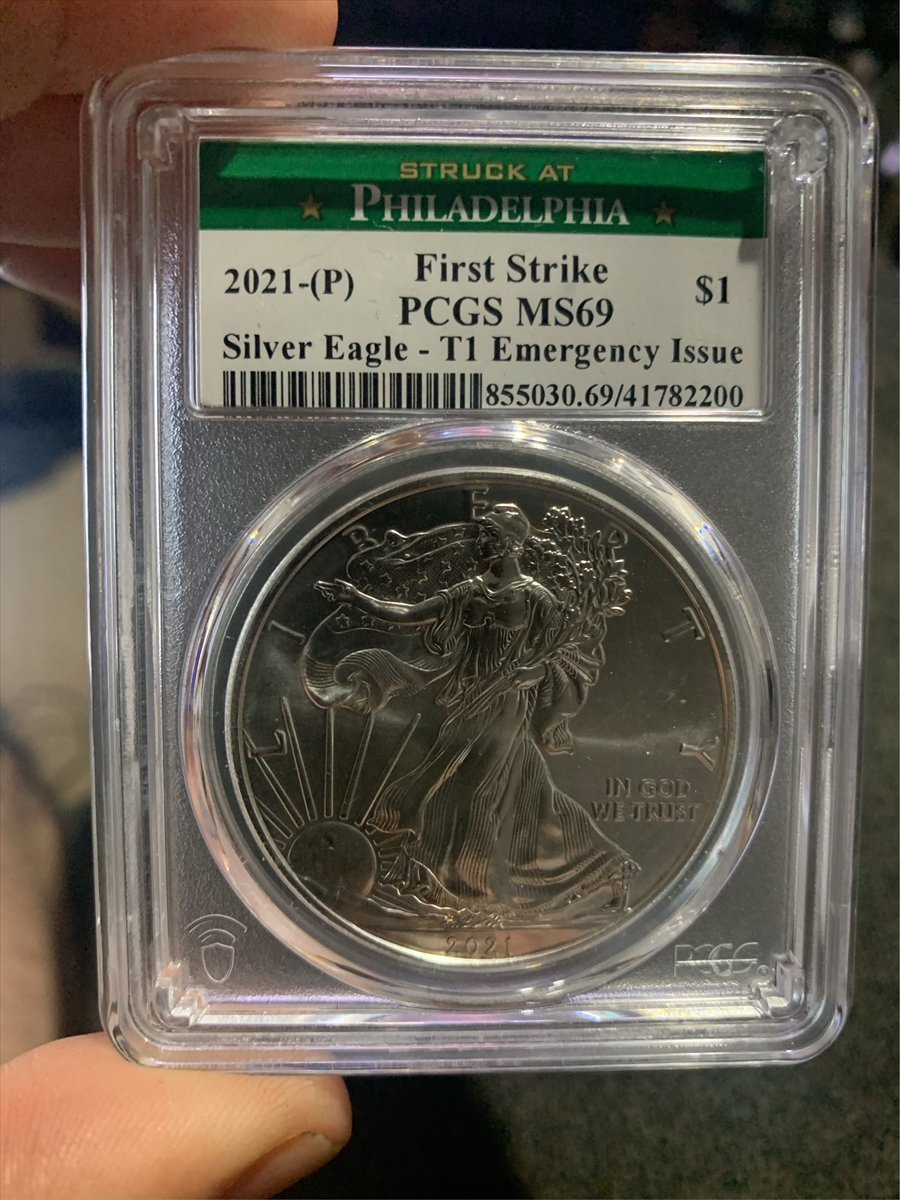 STRUCK AT
PHILADELPHIA
2021-(P) First Strike $1
PCGS MS69
Silver Eagle - T1 Emergency Issue
855030.69/41782200
LIBERTY
IN GOD
WE TRUST
2021
PCGS